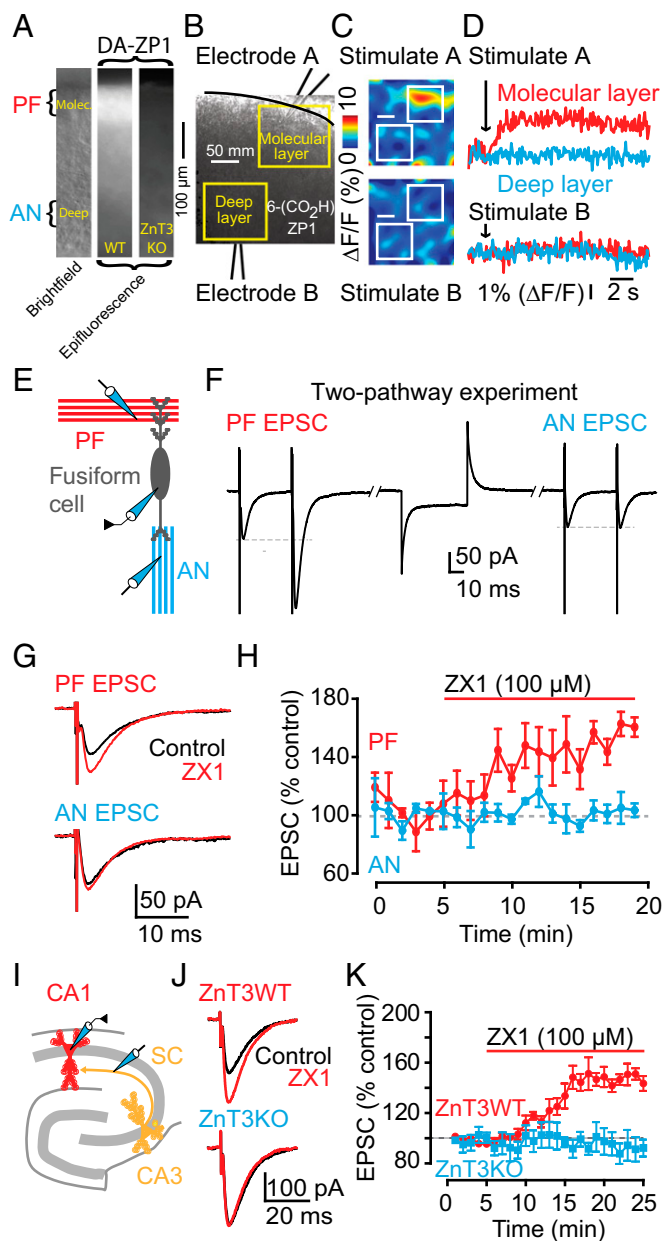 A
DA-ZP1
PF
Molec.
AN
Deep
WT
ZnT3
KO
100 µm
Brightfield
Epifluorescence
B
Electrode A
50 mm
Molecular
layer
Deep
layer
6-(CO2H)
ZP1
Electrode B
C
Stimulate A
10
0
ΔF/F (%)
Stimulate B
D
Stimulate A
Molecular layer
Deep layer
Stimulate B
1% (ΔF/F)
2 s
E
PF
Fusiform
cell
AN
F
Two-pathway experiment
PF EPSC
AN EPSC
50 pA
10 ms
G
PF EPSC
Control
ZX1
AN EPSC
50 pA
10 ms
H
ZX1 (100 µM)
EPSC (% control)
180
140
100
60
PF
AN
0
5
10
15
20
Time (min)
I
CA1
SC
CA3
J
ZnT3WT
Control
ZX1
ZnT3KO
100 pA
20 ms
K
ZX1 (100 µM)
EPSC (% control)
200
160
120
80
ZnT3WT
ZnT3KO
0
5
10
15
20
25
Time (min)